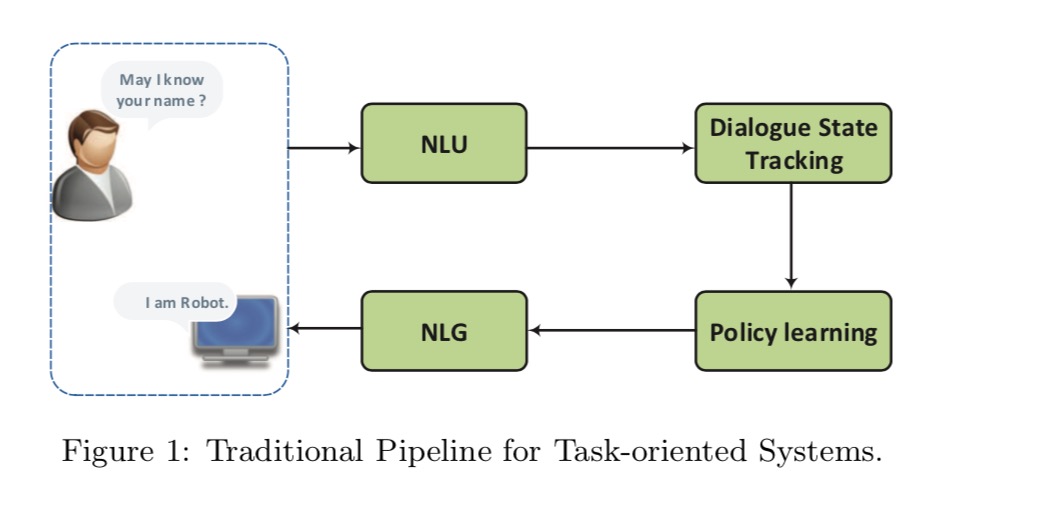 May I know
your name ?
NLU
Dialogue State
Tracking
I am Robot.
NLG
Policy learning
Figure 1: Traditional Pipeline for Task-oriented Systems.